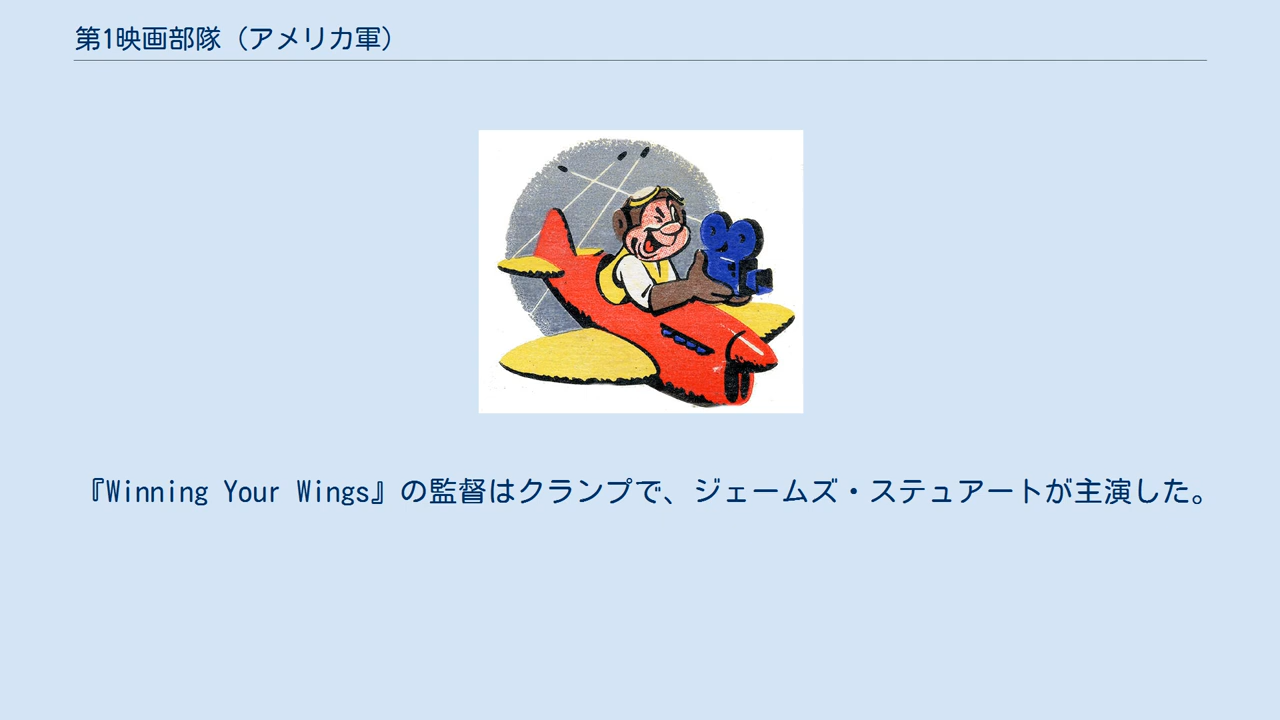 第1映画部隊（アメリカ軍）
『Winning Your Wings』の監督はクランプで、ジェームズ・ステュアートが主演した。